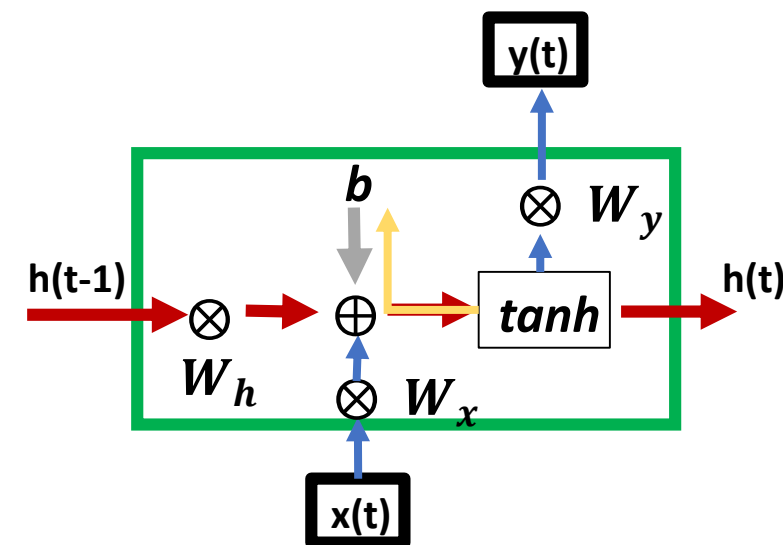 y(t)
b
W_y
h(t-1)
h(t)
tanh
W_h
W_x
x(t)